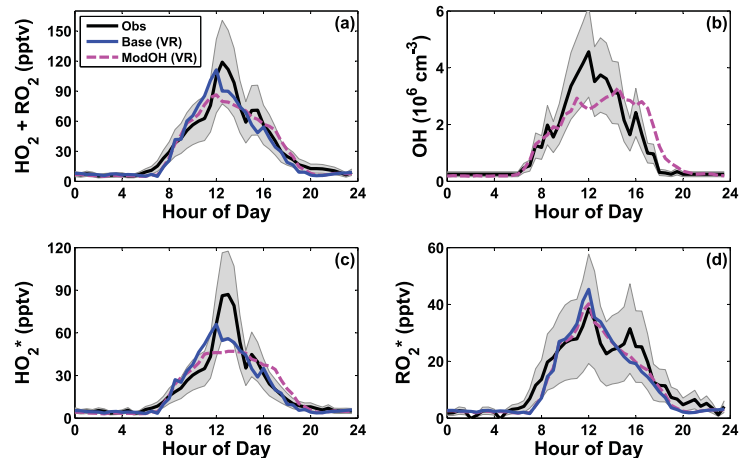 (a)
Obs
Base (VR)
ModOH (VR)
HO2 + RO2 (pptv)
150
120
90
60
30
0
0 4 8 12 16 20 24
Hour of Day
(b)
OH (10^6 cm^-3)
6
4
2
0
0 4 8 12 16 20 24
Hour of Day
(c)
HO2* (pptv)
120
90
60
30
0
0 4 8 12 16 20 24
Hour of Day
(d)
RO2* (pptv)
60
40
20
0
0 4 8 12 16 20 24
Hour of Day